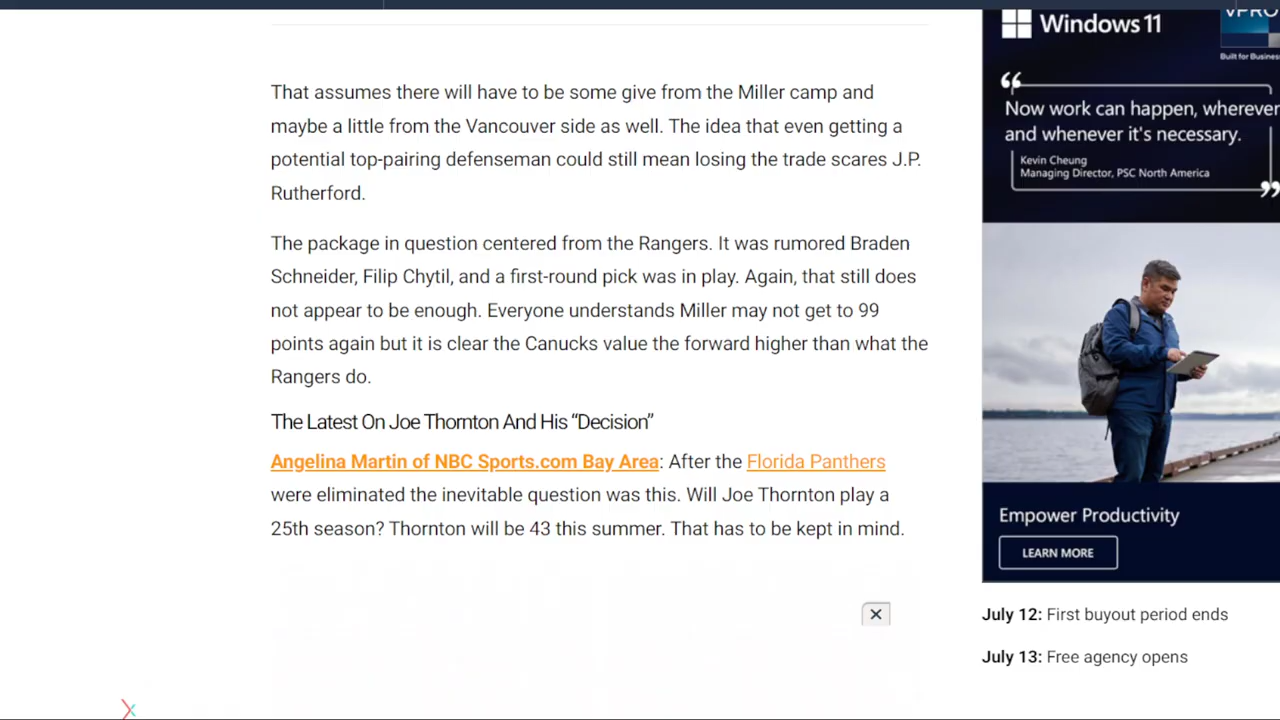 That assumes there will have to be some give from the Miller camp and
maybe a little from the Vancouver side as well. The idea that even getting a
potential top-pairing defenseman could still mean losing the trade scares J.P.
Rutherford.
The package in question centered from the Rangers. It was rumored Braden
Schneider, Filip Chytil, and a first-round pick was in play. Again, that still does
not appear to be enough. Everyone understands Miller may not get to 99
points again but it is clear the Canucks value the forward higher than what the
Rangers do.
The Latest On Joe Thornton And His “Decision”
Angelina Martin of NBC Sports.com Bay Area: After the Florida Panthers
were eliminated the inevitable question was this. Will Joe Thornton play a
25th season? Thornton will be 43 this summer. That has to be kept in mind.
Windows 11
VPRO
Built for Busines
“
Now work can happen, wherever
and whenever it's necessary.
Kevin Cheung
Managing Director, PSC North America
”
Empower Productivity
LEARN MORE
July 12: First buyout period ends
July 13: Free agency opens